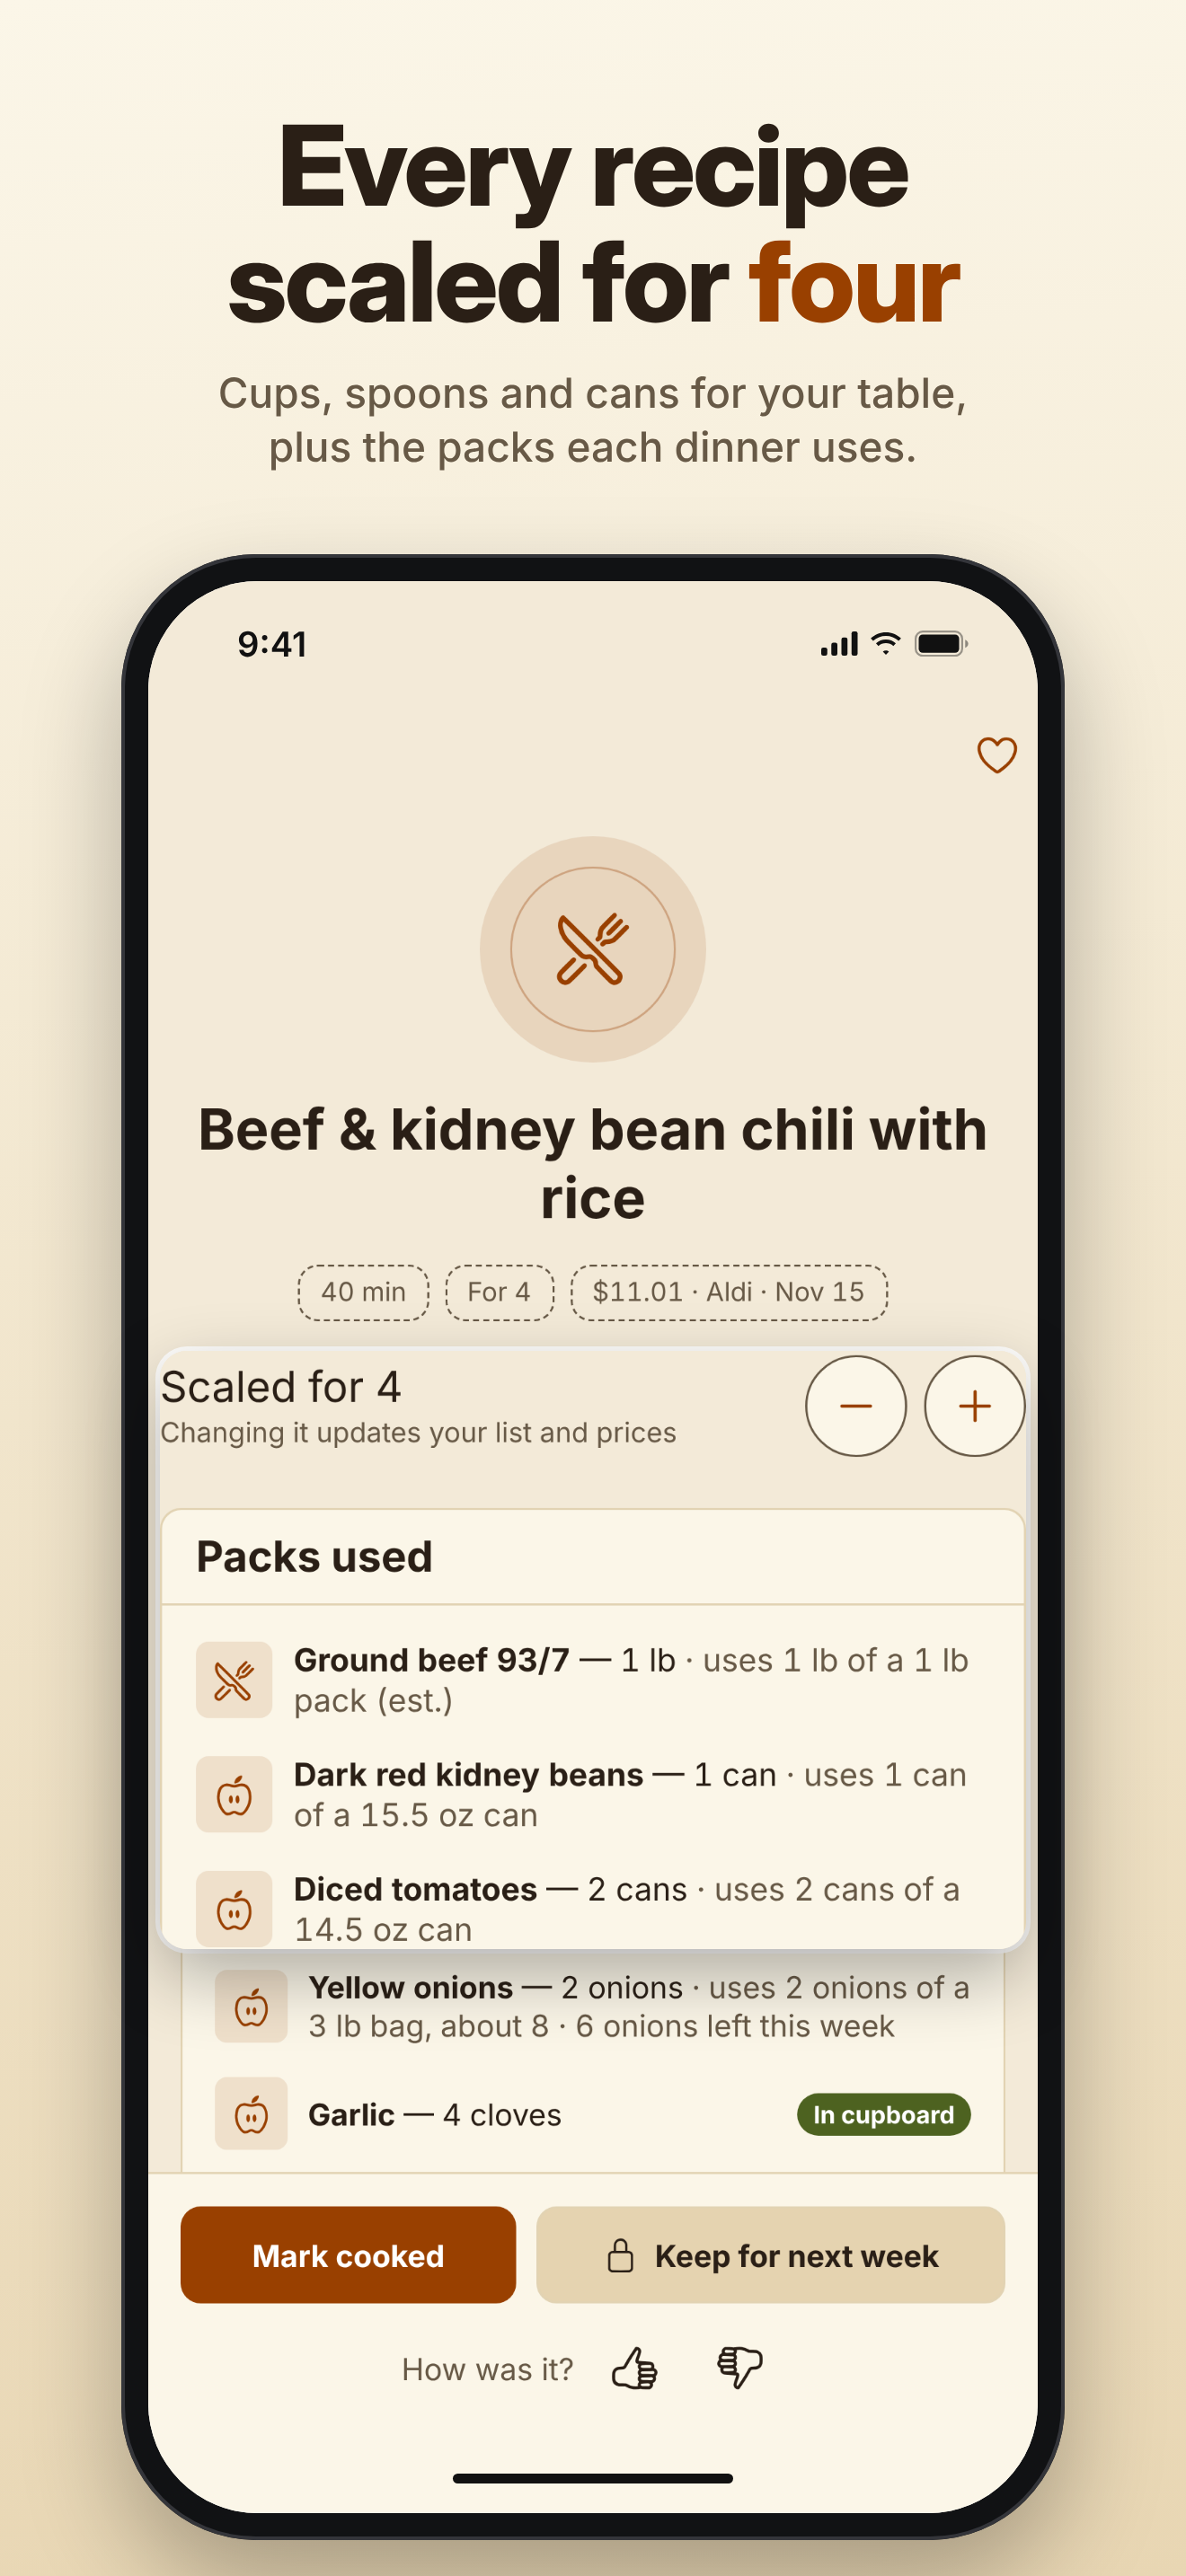 Every recipe
scaled for four
Cups, spoons and cans for your table,
plus the packs each dinner uses.
9:41
Beef & kidney bean chili with
rice
40 min
For 4
$11.01 · Aldi · Nov 15
Scaled for 4
Changing it updates your list and prices
Packs used
Ground beef 93/7 — 1 lb · uses 1 lb of a 1 lb
pack (est.)
Dark red kidney beans — 1 can · uses 1 can
of a 15.5 oz can
Diced tomatoes — 2 cans · uses 2 cans of a
14.5 oz can
Yellow onions — 2 onions · uses 2 onions of a
3 lb bag, about 8 · 6 onions left this week
Garlic — 4 cloves
In cupboard
Mark cooked
Keep for next week
How was it?